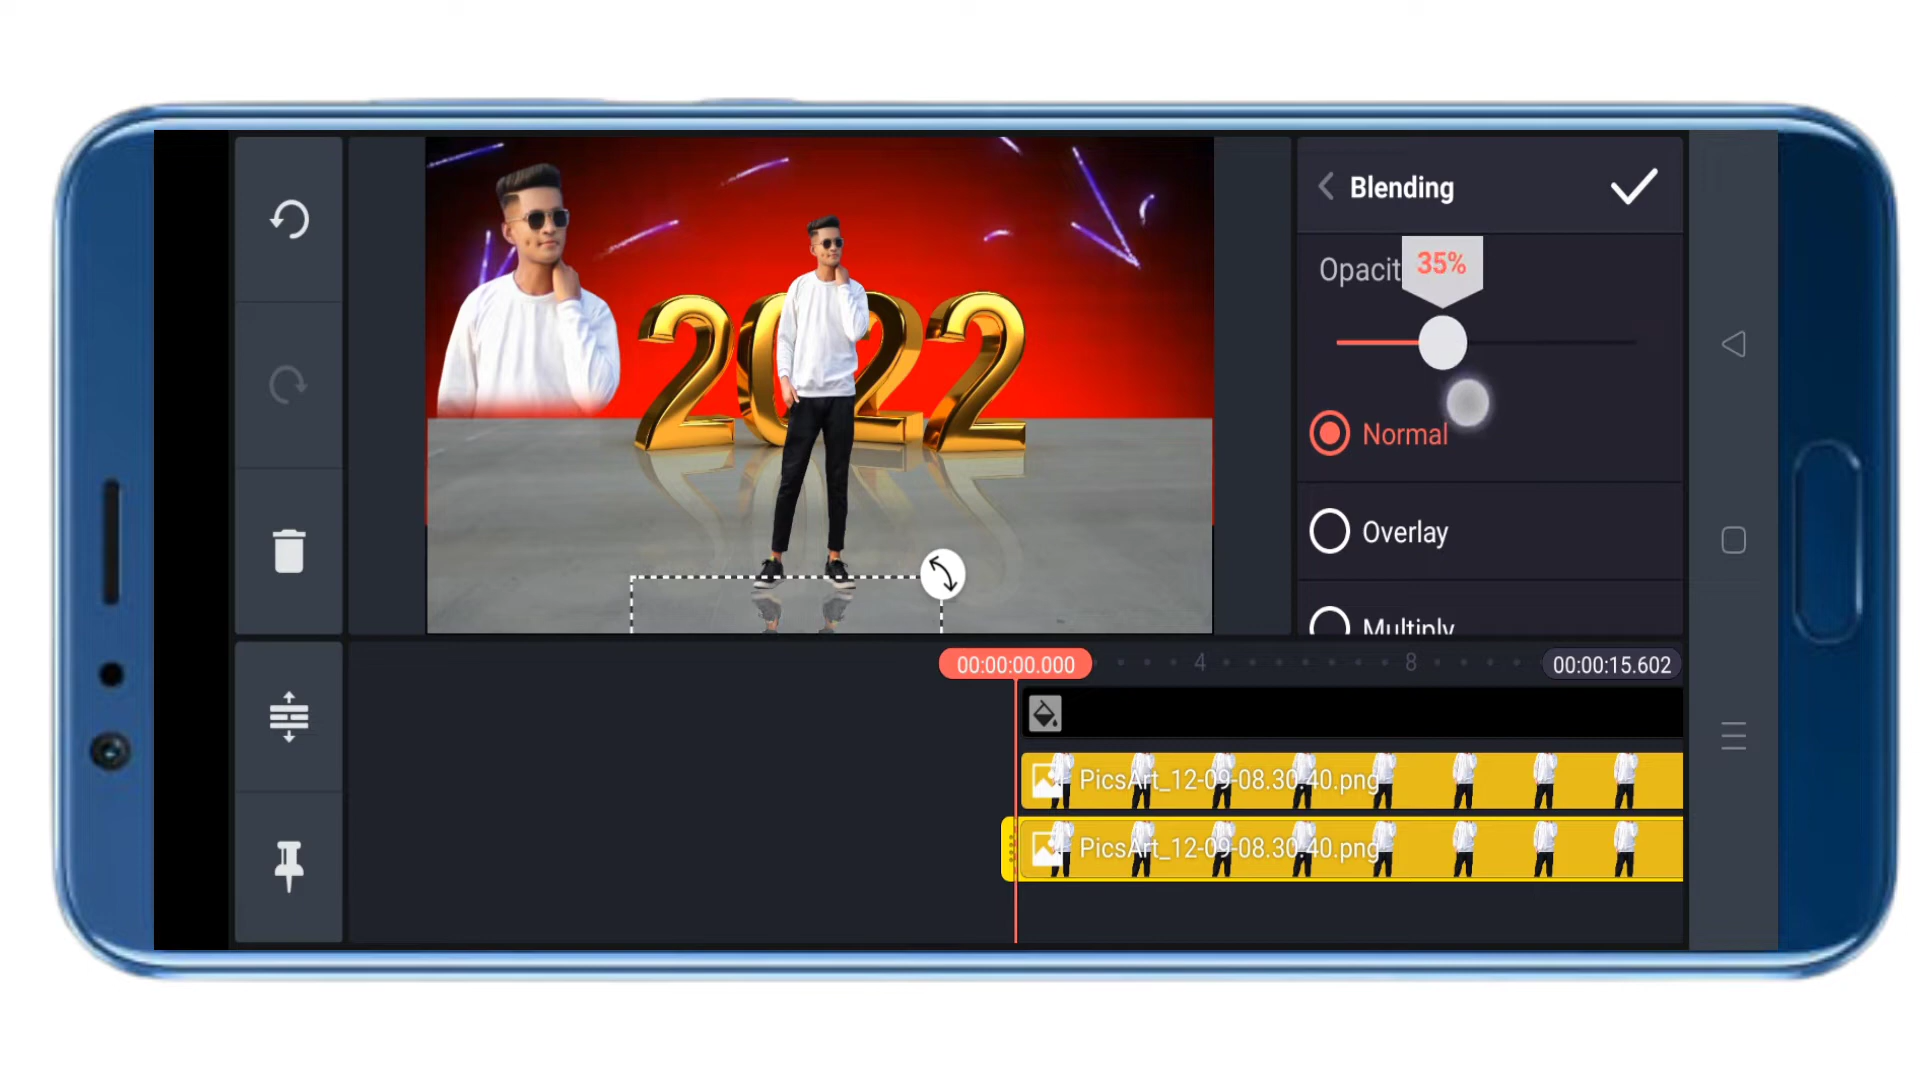 Blending
Opacit
35%
2022
Normal
Overlay
Multiply
00:00:00.000
4
8
00:00:15.602
PicsArt_12-09-08.30.40.png
PicsArt_12-09-08.30.40.png